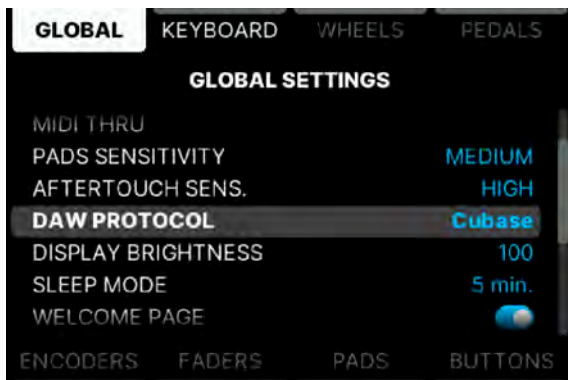 GLOBAL KEYBOARD WHEELS PEDALS
GLOBAL SETTINGS
MIDI THRU
PADS SENSITIVITY MEDIUM
AFTERTOUCH SENS. HIGH
DAW PROTOCOL Cubase
DISPLAY BRIGHTNESS 100
SLEEP MODE 5 min.
WELCOME PAGE
ENCODERS FADERS PADS BUTTONS